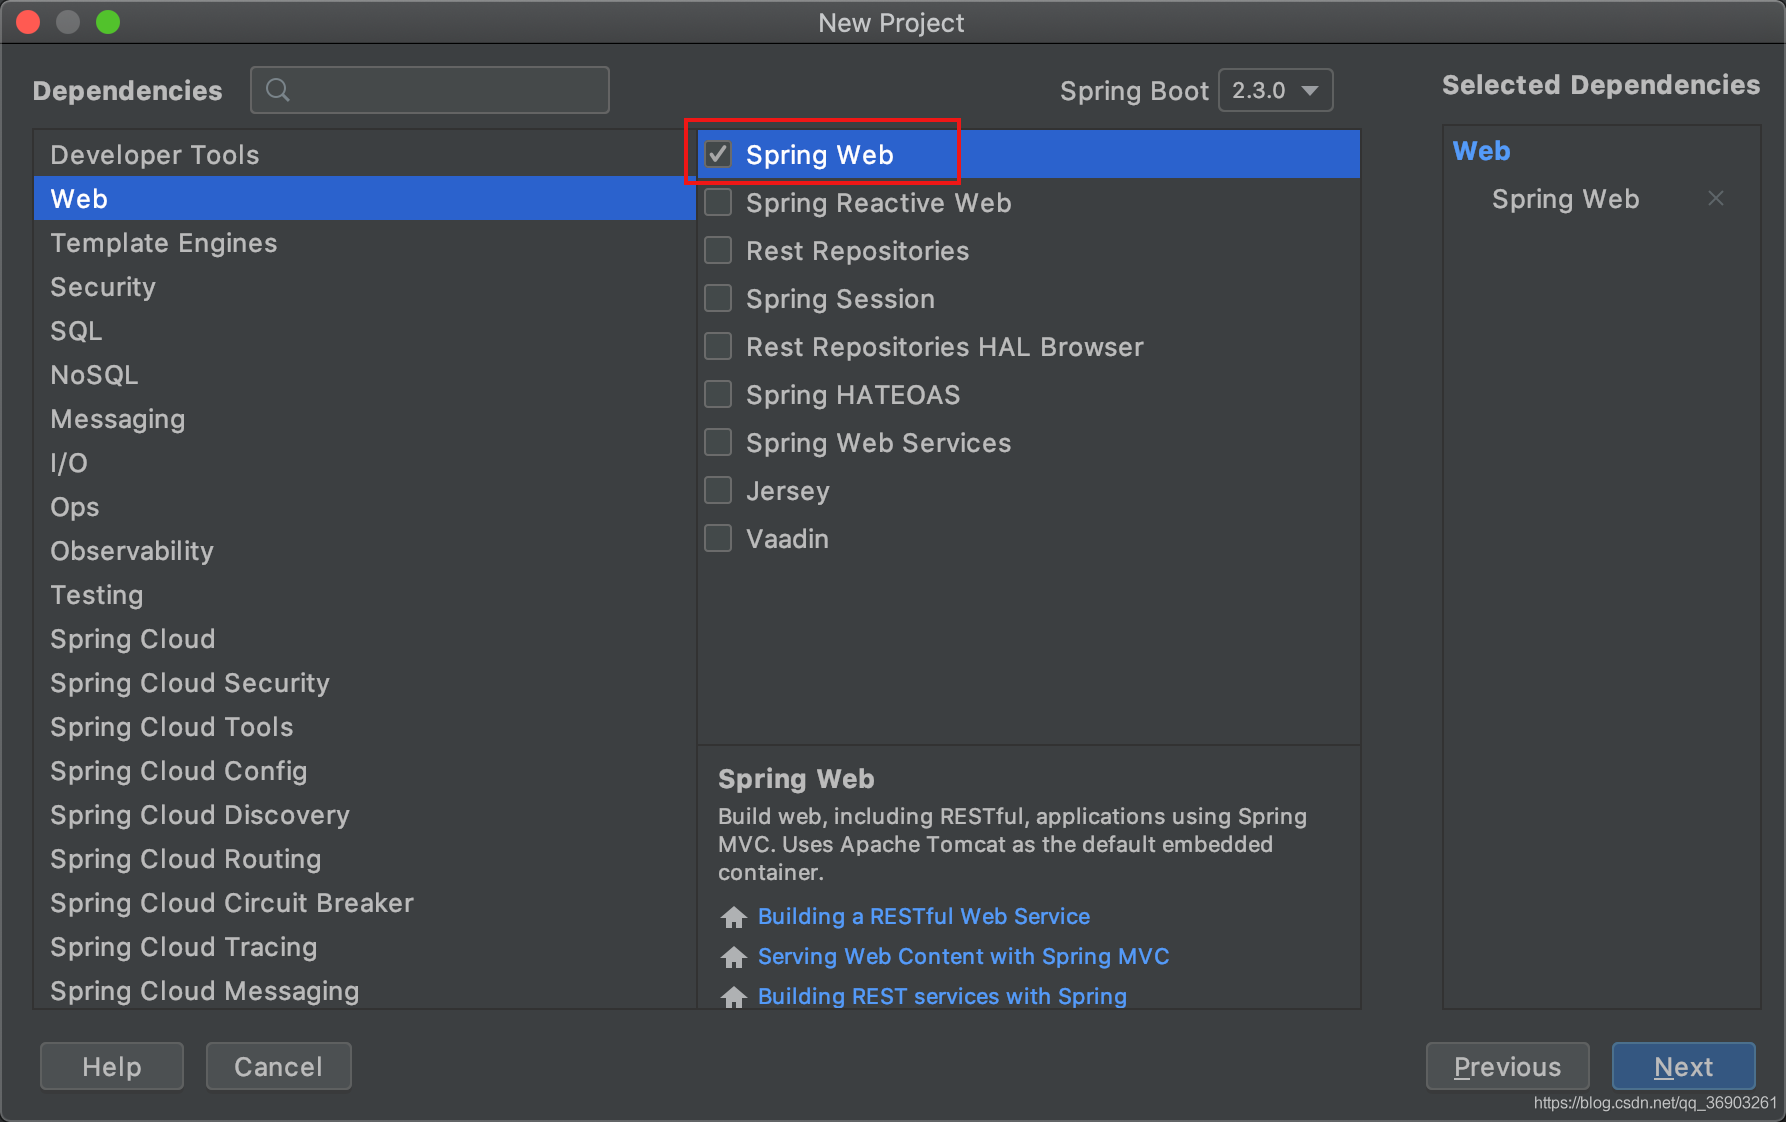 New Project
Dependencies
Spring Boot 2.3.0
Selected Dependencies
Developer Tools
Web
Template Engines
Security
SQL
NoSQL
Messaging
I/O
Ops
Observability
Testing
Spring Cloud
Spring Cloud Security
Spring Cloud Tools
Spring Cloud Config
Spring Cloud Discovery
Spring Cloud Routing
Spring Cloud Circuit Breaker
Spring Cloud Tracing
Spring Cloud Messaging
Spring Web
Spring Reactive Web
Rest Repositories
Spring Session
Rest Repositories HAL Browser
Spring HATEOAS
Spring Web Services
Jersey
Vaadin
Spring Web
Build web, including RESTful, applications using Spring
MVC. Uses Apache Tomcat as the default embedded
container.
Building a RESTful Web Service
Serving Web Content with Spring MVC
Building REST services with Spring
Web
Spring Web
Help
Cancel
Previous
Next
https://blog.csdn.net/qq_36903261